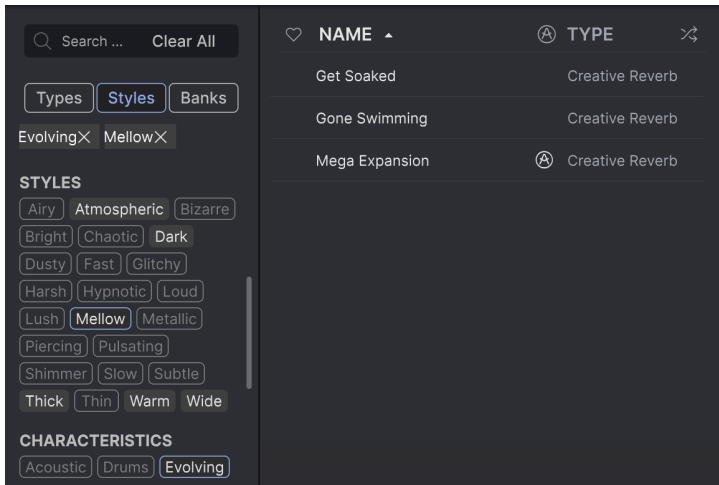 Search ... Clear All
Types Styles Banks
Evolving Mellow
STYLES
Airy Atmospheric Bizarre
Bright Chaotic Dark
Dusty Fast Glitchy
Harsh Hypnotic Loud
Lush Mellow Metallic
Piercing Pulsating
Shimmer Slow Subtle
Thick Thin Warm Wide
CHARACTERISTICS
Acoustic Drums Evolving
NAME TYPE
Get Soaked Creative Reverb
Gone Swimming Creative Reverb
Mega Expansion Creative Reverb